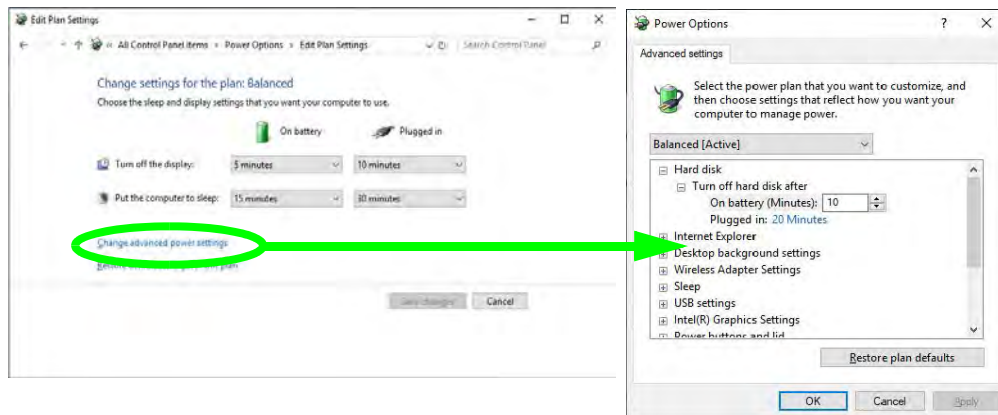 Edit Plan Settings
« All Control Panel Items › Power Options › Edit Plan Settings
Search Control Panel
Change settings for the plan: Balanced
Choose the sleep and display settings that you want your computer to use.
On battery
Plugged in
Turn off the display:
5 minutes
10 minutes
Put the computer to sleep:
15 minutes
30 minutes
Change advanced power settings
plan
Save changes
Cancel
Power Options
?
Advanced settings
Select the power plan that you want to customize, and
then choose settings that reflect how you want your
computer to manage power.
Balanced [Active]
Hard disk
Turn off hard disk after
On battery (Minutes): 10
Plugged in: 20 Minutes
Internet Explorer
Desktop background settings
Wireless Adapter Settings
Sleep
USB settings
Intel(R) Graphics Settings
Power buttons and lid
Restore plan defaults
OK
Cancel
Apply